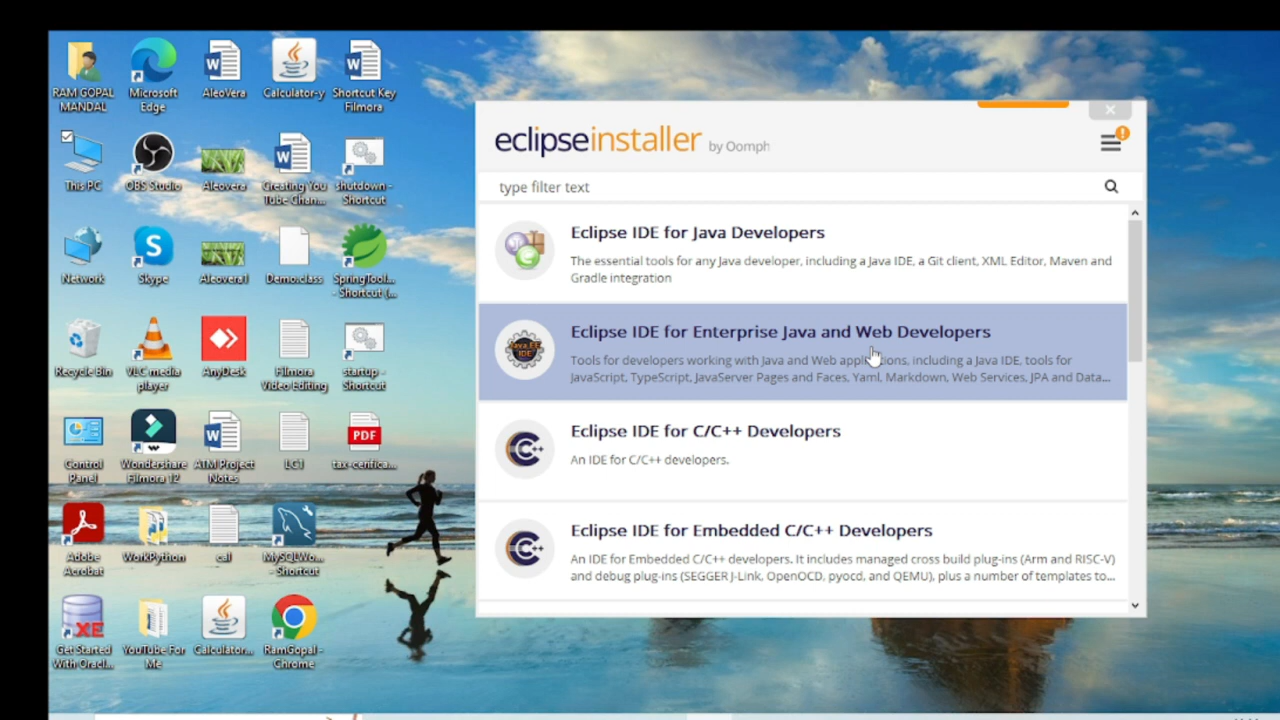 RAM GOPAL
MANDAL
Microsoft
Edge
AleoVera
Calculator-y
Shortcut Key
Filmora
This PC
OBS Studio
Aleovera
Creating You
Tube Chan...
shutdown -
Shortcut
Network
Skype
Aleovera1
Demo.class
SpringTool...
- Shortcut (...
Recycle Bin
VLC media
player
AnyDesk
Filmora
Video Editing
startup -
Shortcut
Control
Panel
Wondershare
Filmora 12
ATM Project
Notes
LC1
PDF
tax-cerifica...
Adobe
Acrobat
WorkPython
call
MySQLWo...
- Shortcut
XE
Get Started
With Oracl...
YouTube For
Me
Calculator...
RamGopal -
Chrome
eclipseinstaller by Oomph
type filter text
Eclipse IDE for Java Developers
The essential tools for any Java developer, including a Java IDE, a Git client, XML Editor, Maven and
Gradle integration
Java EE
IDE
Eclipse IDE for Enterprise Java and Web Developers
Tools for developers working with Java and Web applications, including a Java IDE, tools for
JavaScript, TypeScript, JavaServer Pages and Faces, Yaml, Markdown, Web Services, JPA and Data...
C++
Eclipse IDE for C/C++ Developers
An IDE for C/C++ developers.
C++
Eclipse IDE for Embedded C/C++ Developers
An IDE for Embedded C/C++ developers. It includes managed cross build plug-ins (Arm and RISC-V)
and debug plug-ins (SEGGER J-Link, OpenOCD, pyocd, and QEMU), plus a number of templates to...